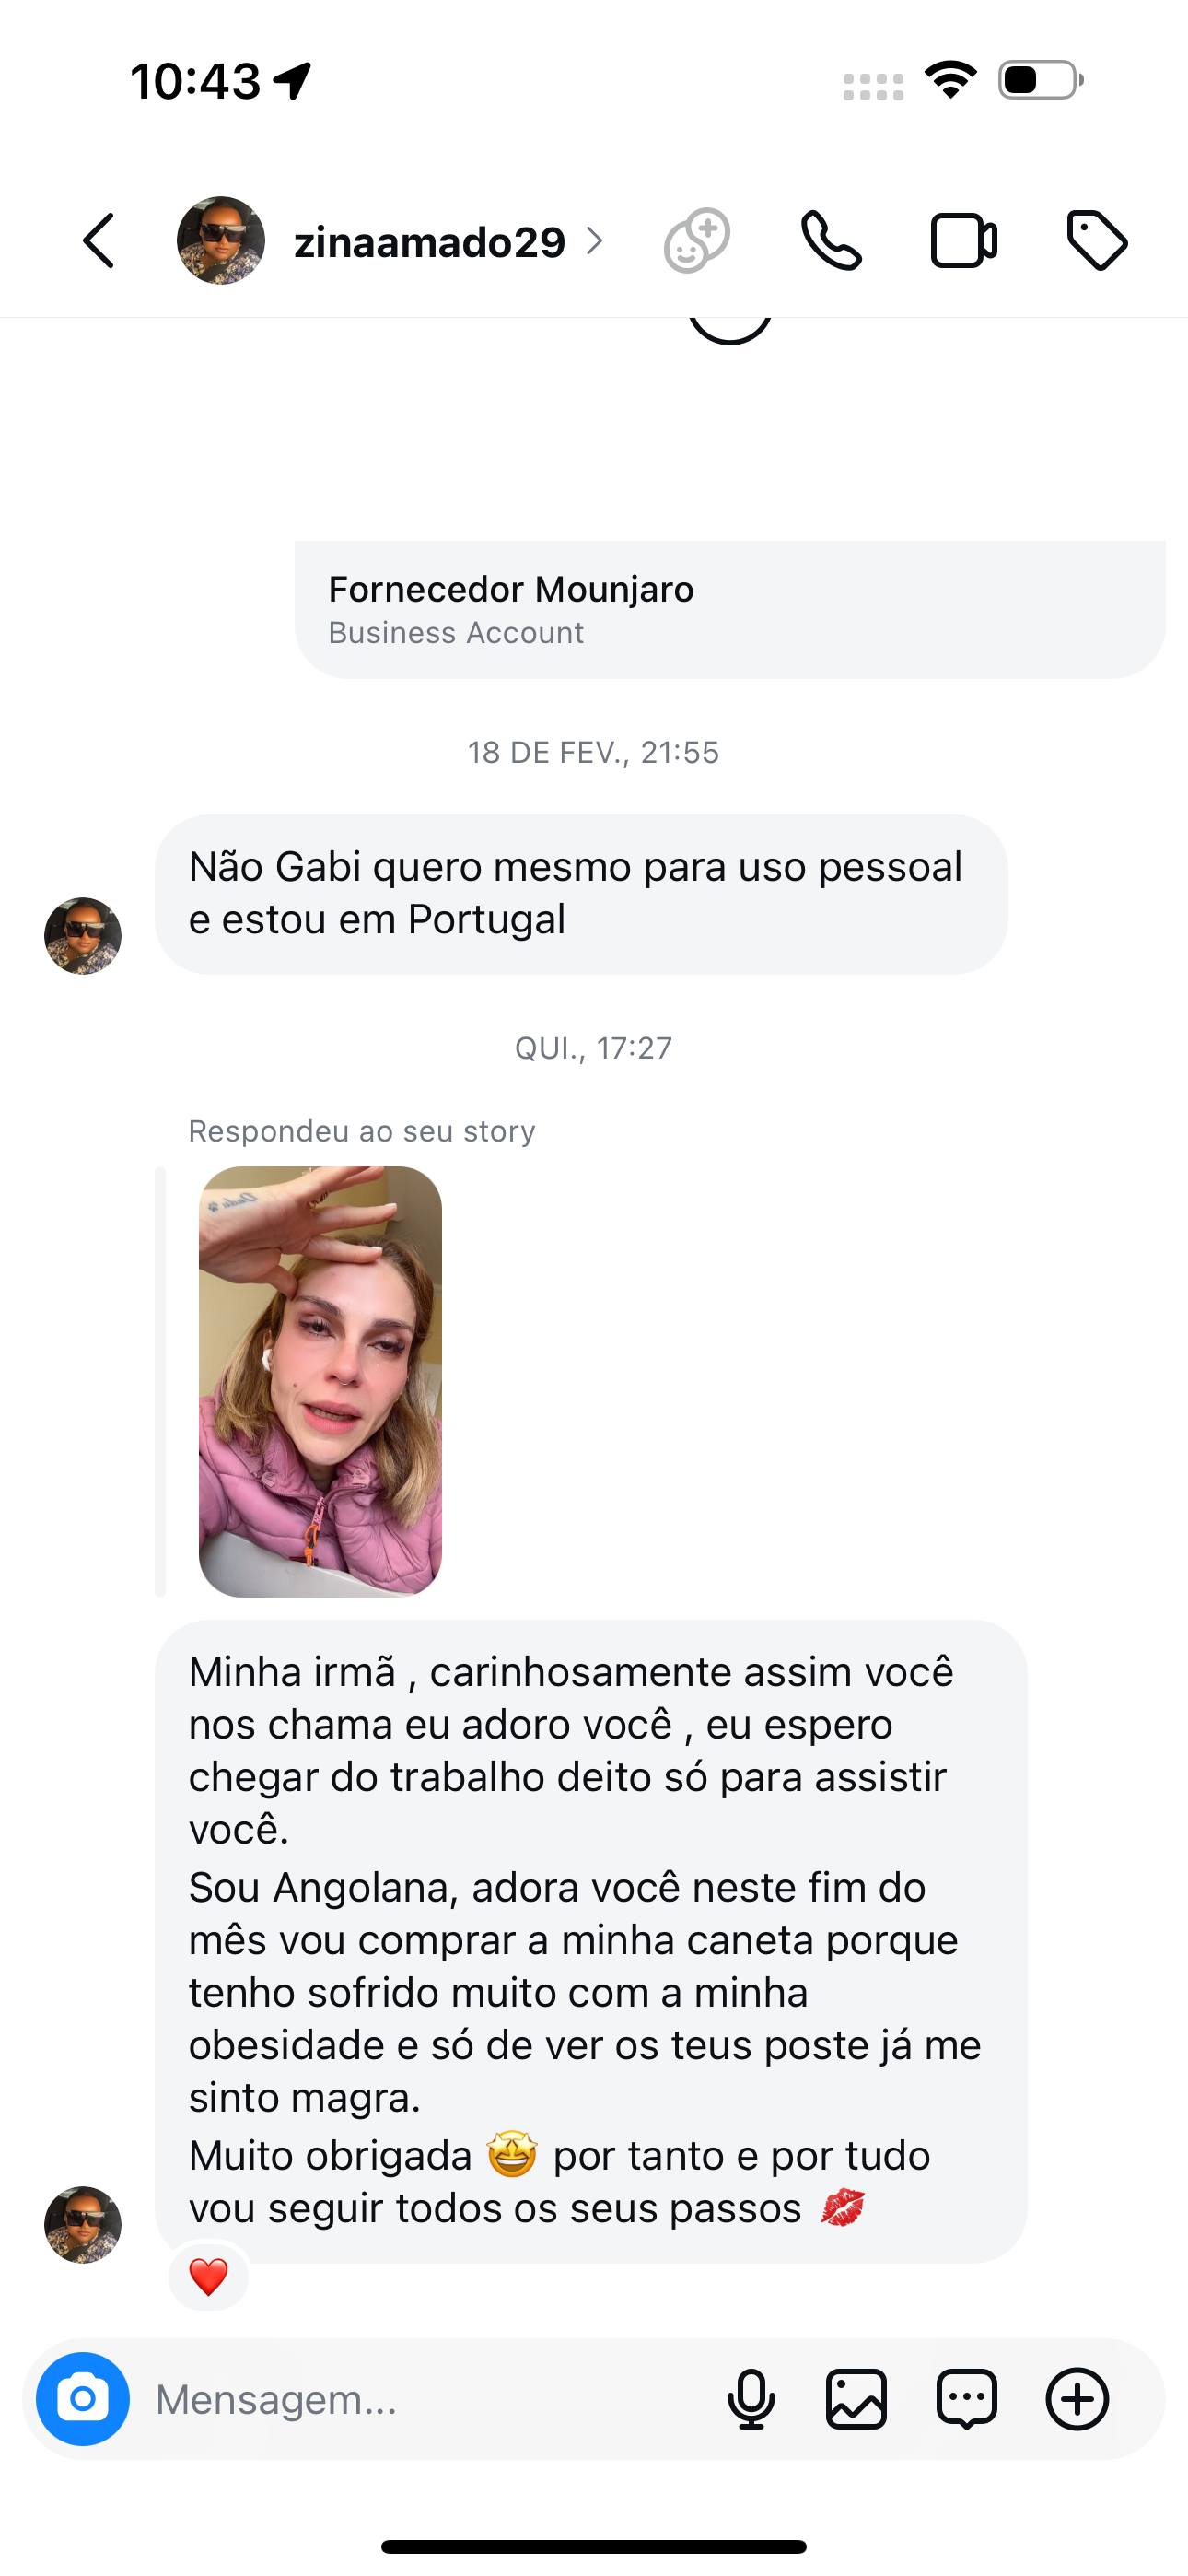 10:43
zinaamado29
Fornecedor Mounjaro
Business Account
18 DE FEV., 21:55
Não Gabi quero mesmo para uso pessoal
e estou em Portugal
QUI., 17:27
Respondeu ao seu story
Minha irmã , carinhosamente assim você
nos chama eu adoro você , eu espero
chegar do trabalho deito só para assistir
você.
Sou Angolana, adora você neste fim do
mês vou comprar a minha caneta porque
tenho sofrido muito com a minha
obesidade e só de ver os teus poste já me
sinto magra.
Muito obrigada 🤩 por tanto e por tudo
vou seguir todos os seus passos 💋
❤️
Mensagem...